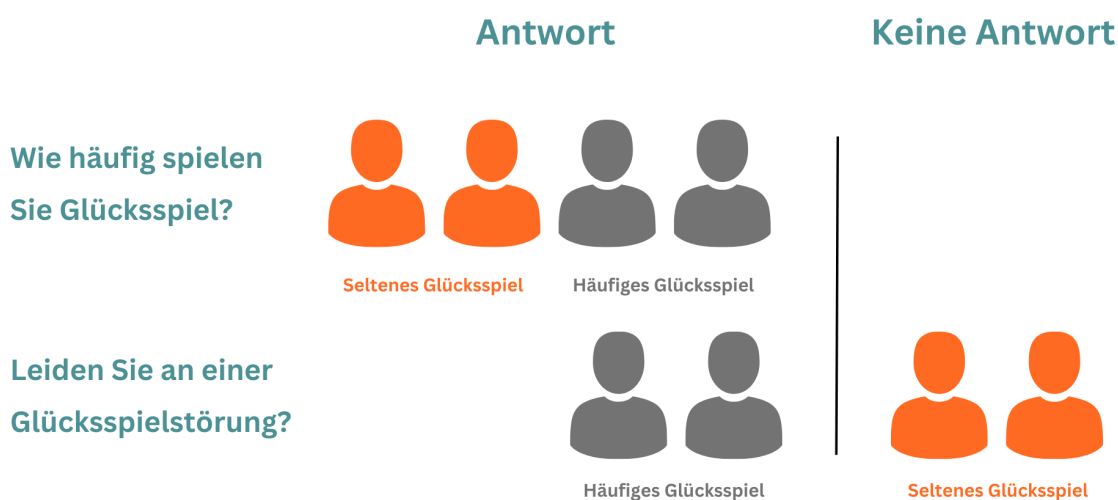 Antwort
Keine Antwort
Wie häufig spielen
Sie Glücksspiel?
Seltenes Glücksspiel
Häufiges Glücksspiel
Leiden Sie an einer
Glücksspielstörung?
Häufiges Glücksspiel
Seltenes Glücksspiel